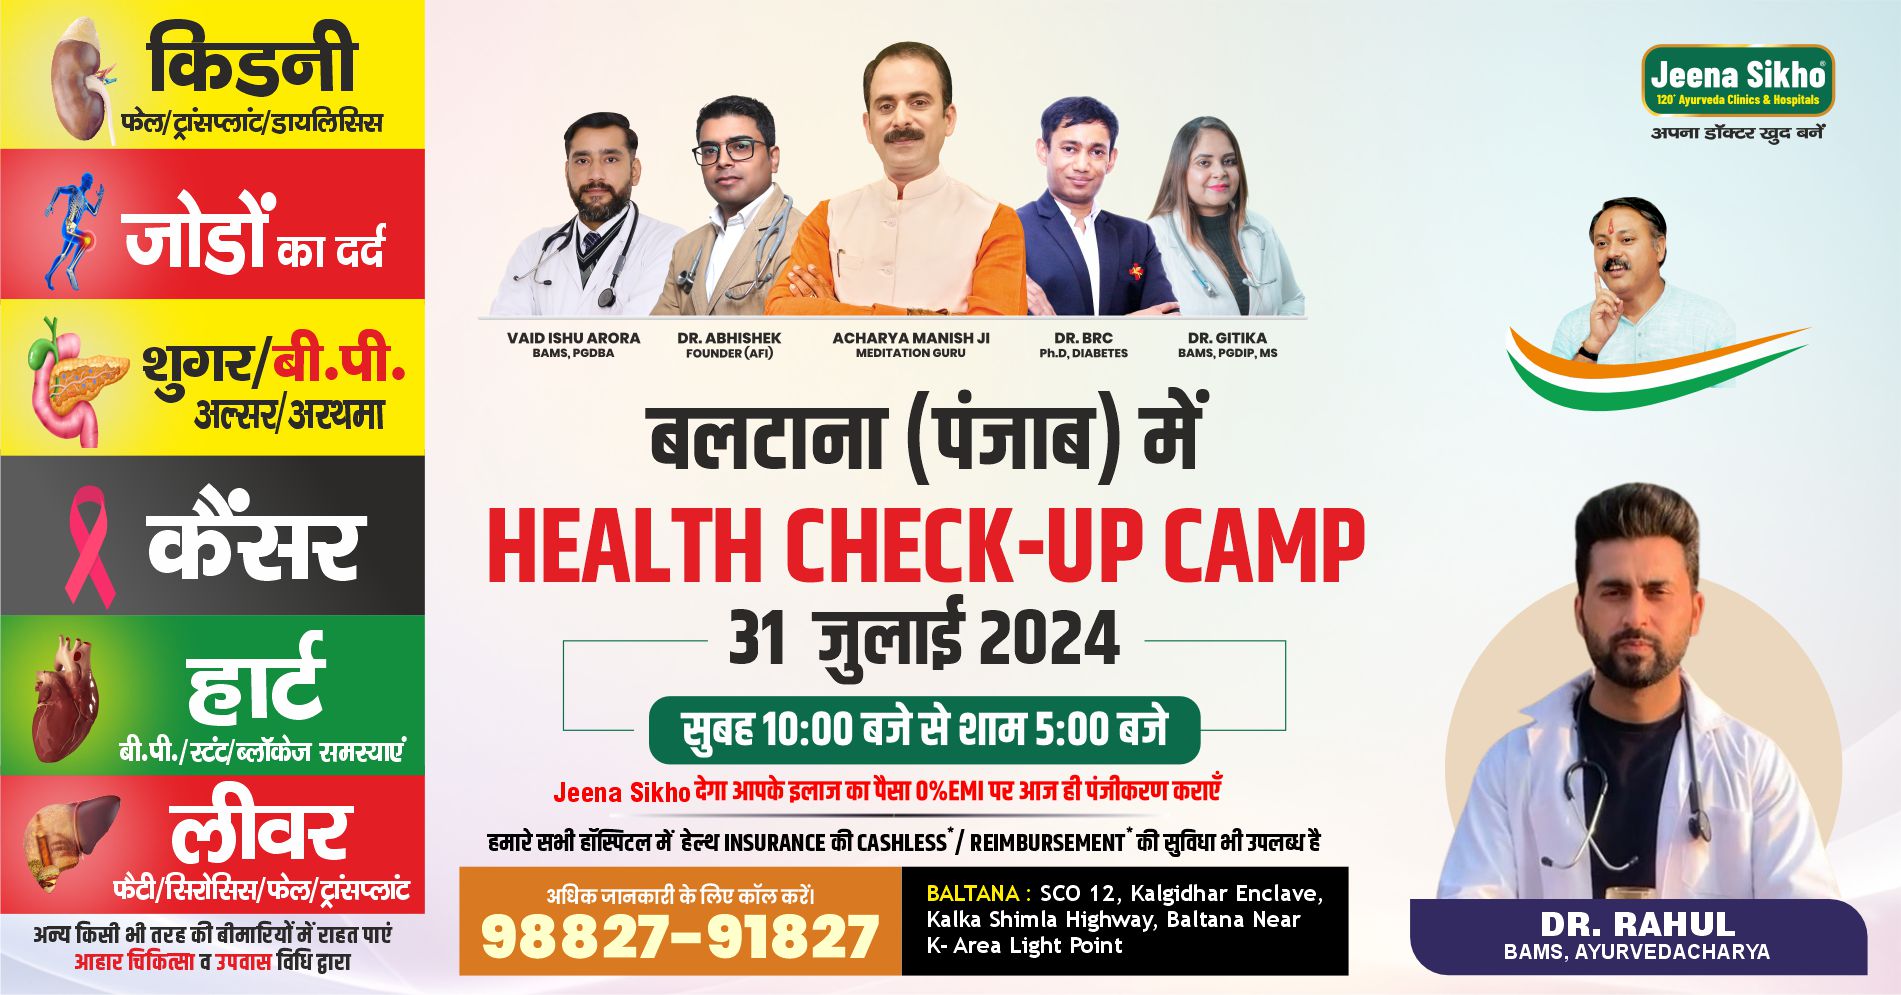 किडनी
फेल/ट्रांसप्लांट/डायलिसिस
जोड़ों का दर्द
शुगर/बी.पी.
अल्सर/अस्थमा
कैंसर
हार्ट
बी.पी./स्टंट/ब्लॉकेज समस्याएं
लीवर
फैटी/सिरोसिस/फेल/ट्रांसप्लांट
अन्य किसी भी तरह की बीमारियों में राहत पाएं
आहार चिकित्सा व उपवास विधि द्वारा
VAID ISHU ARORA
BAMS, PGDBA
DR. ABHISHEK
FOUNDER (AFI)
ACHARYA MANISH JI
MEDITATION GURU
DR. BRC
Ph.D, DIABETES
DR. GITIKA
BAMS, PGDIP, MS
बलटाना (पंजाब) में
HEALTH CHECK-UP CAMP
31 जुलाई 2024
सुबह 10:00 बजे से शाम 5:00 बजे
Jeena Sikho देगा आपके इलाज का पैसा 0%EMI पर आज ही पंजीकरण कराएँ
हमारे सभी हॉस्पिटल में हेल्थ INSURANCE की CASHLESS*/ REIMBURSEMENT* की सुविधा भी उपलब्ध है
अधिक जानकारी के लिए कॉल करें।
98827-91827
BALTANA : SCO 12, Kalgidhar Enclave,
Kalka Shimla Highway, Baltana Near
K- Area Light Point
Jeena Sikho®
120+ Ayurveda Clinics & Hospitals
अपना डॉक्टर खुद बनें
DR. RAHUL
BAMS, AYURVEDACHARYA